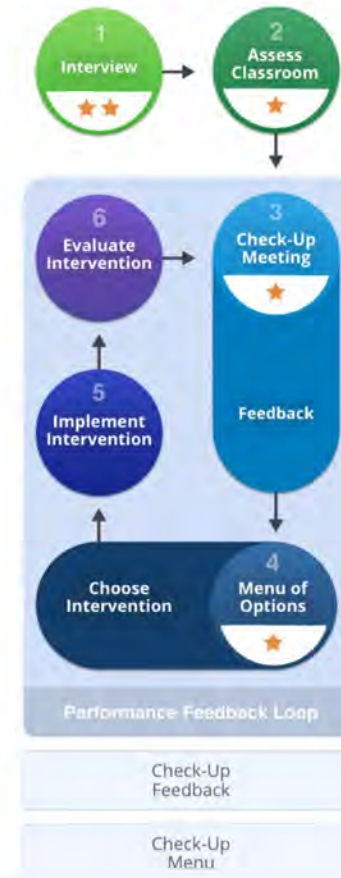 1
Interview
2
Assess
Classroom
3
Check-Up
Meeting
Feedback
4
Menu of
Options
Choose
Intervention
5
Implement
Intervention
6
Evaluate
Intervention
Performance Feedback Loop
Check-Up
Feedback
Check-Up
Menu